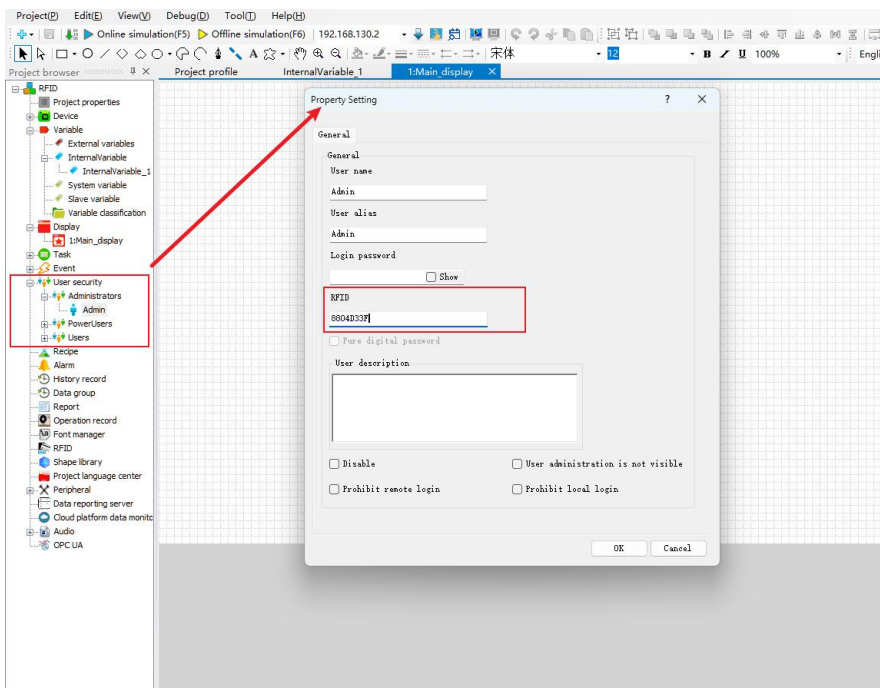 Project(P) Edit(E) View(V) Debug(D) Tool(T) Help(H)
Online simulation(F5) Offline simulation(F6) 192.168.130.2
A 宋体 12 B I U 100% Engli
Project browser
Project profile InternalVariable_1 1:Main_display
RFID
Project properties
Device
Variable
External variables
InternalVariable
InternalVariable_1
System variable
Slave variable
Variable classification
Display
1:Main_display
Task
Event
User security
Administrators
Admin
PowerUsers
Users
Recipe
Alarm
History record
Data group
Report
Operation record
Font manager
RFID
Shape library
Project language center
Peripheral
Data reporting server
Cloud platform data monitc
Audio
OPC UA
Property Setting ?
General
General
User name
Admin
User alias
Admin
Login password
Show
RFID
8804D33F
Pure digital password
User description
Disable User administration is not visible
Prohibit remote login Prohibit local login
OK Cancel